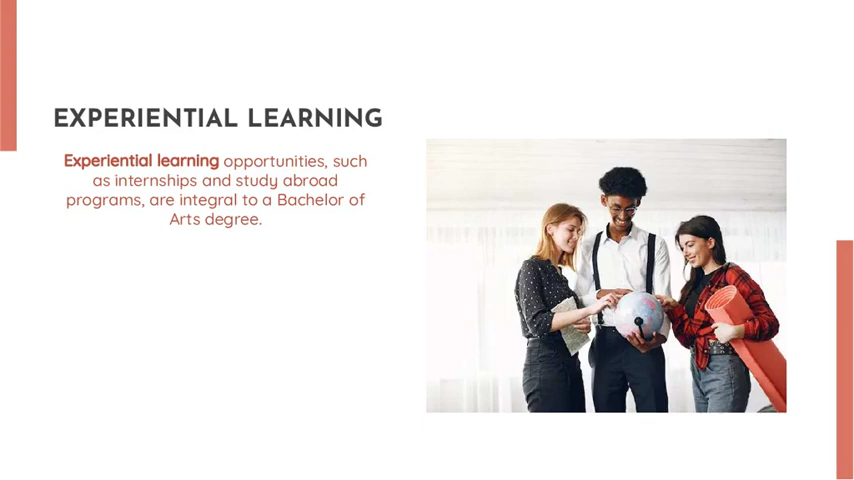 EXPERIENTIAL LEARNING
Experiential learning opportunities, such
as internships and study abroad
programs, are integral to a Bachelor of
Arts degree.